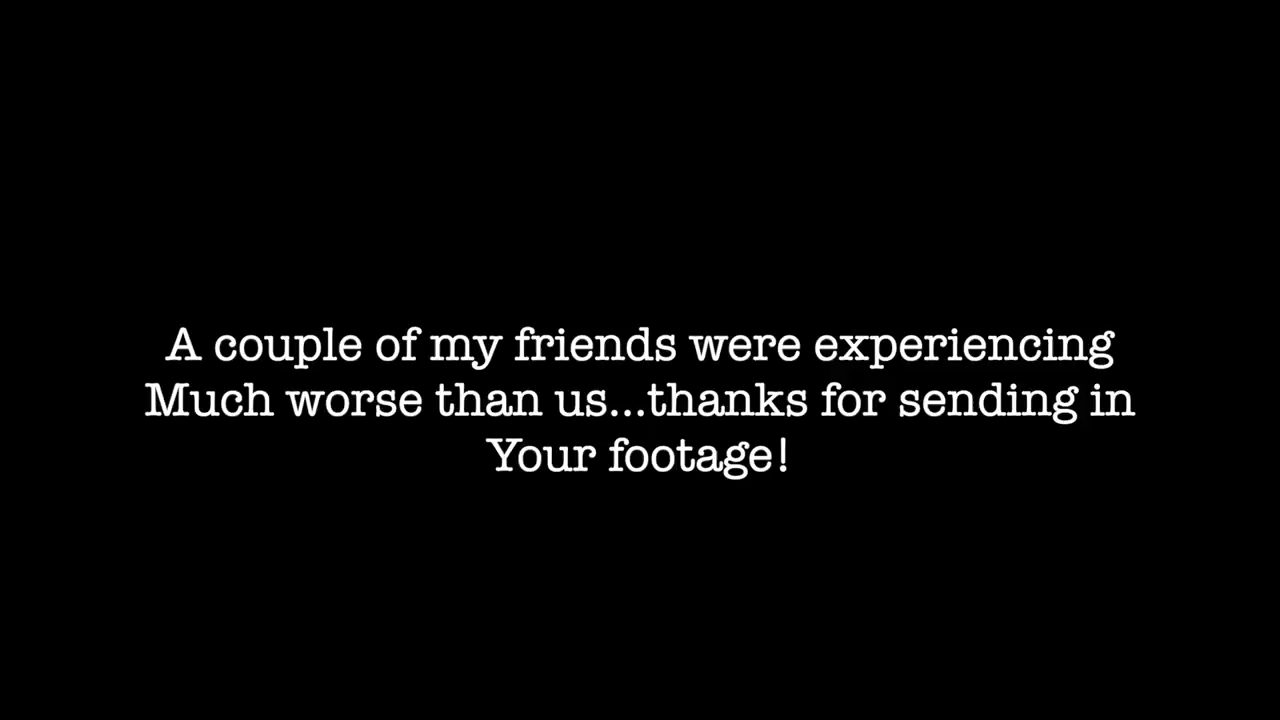 A couple of my friends were experiencing
Much worse than us...thanks for sending in
Your footage!